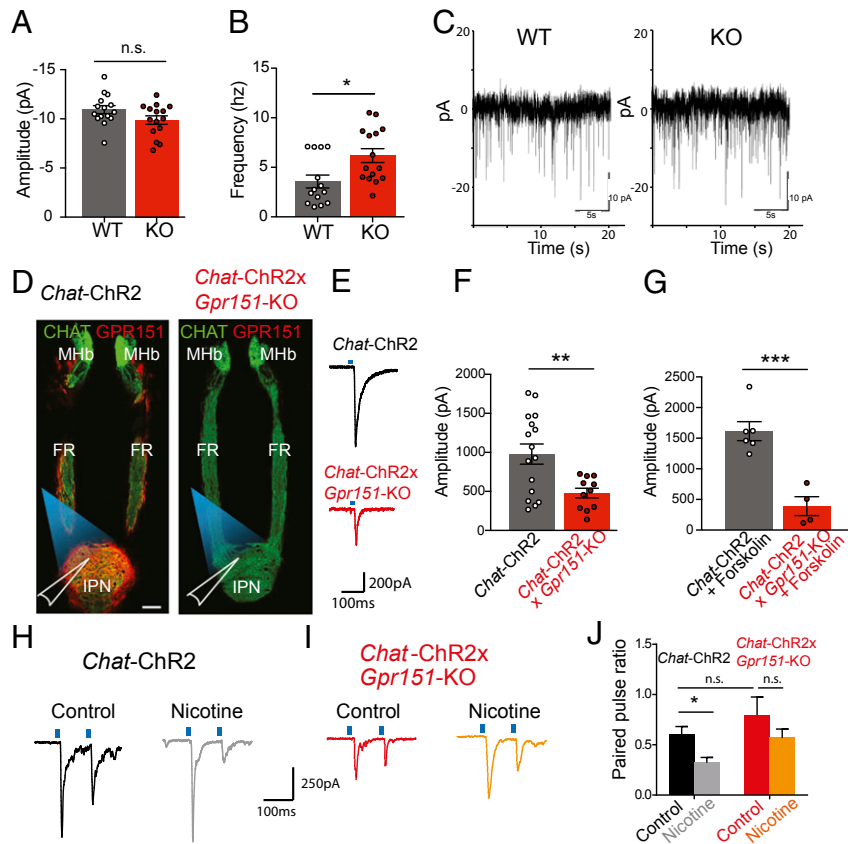 A
n.s.
Amplitude (pA)
-15
-10
-5
0
WT
KO
B
*
Frequency (hz)
15
10
5
0
WT
KO
C
WT
KO
pA
20
0
-20
10 pA
5s
0
10
20
Time (s)
pA
20
0
-20
10 pA
5s
0
10
20
Time (s)
D
Chat-ChR2
Chat-ChR2x
Gpr151-KO
CHAT GPR151
MHb
MHb
FR
FR
IPN
CHAT GPR151
MHb
MHb
FR
FR
IPN
E
Chat-ChR2
Chat-ChR2x
Gpr151-KO
200pA
100ms
F
**
Amplitude (pA)
2000
1500
1000
500
0
Chat-ChR2
Chat-ChR2
x Gpr151-KO
G
***
Amplitude (pA)
2500
2000
1500
1000
500
0
Chat-ChR2
+ Forskolin
Chat-ChR2
x Gpr151-KO
+ Forskolin
H
Chat-ChR2
Control
Nicotine
250pA
100ms
I
Chat-ChR2x
Gpr151-KO
Control
Nicotine
J
Paired pulse ratio
1.5
1.0
0.5
0.0
Chat-ChR2
Chat-ChR2x
Gpr151-KO
n.s.
n.s.
*
Control
Nicotine
Control
Nicotine